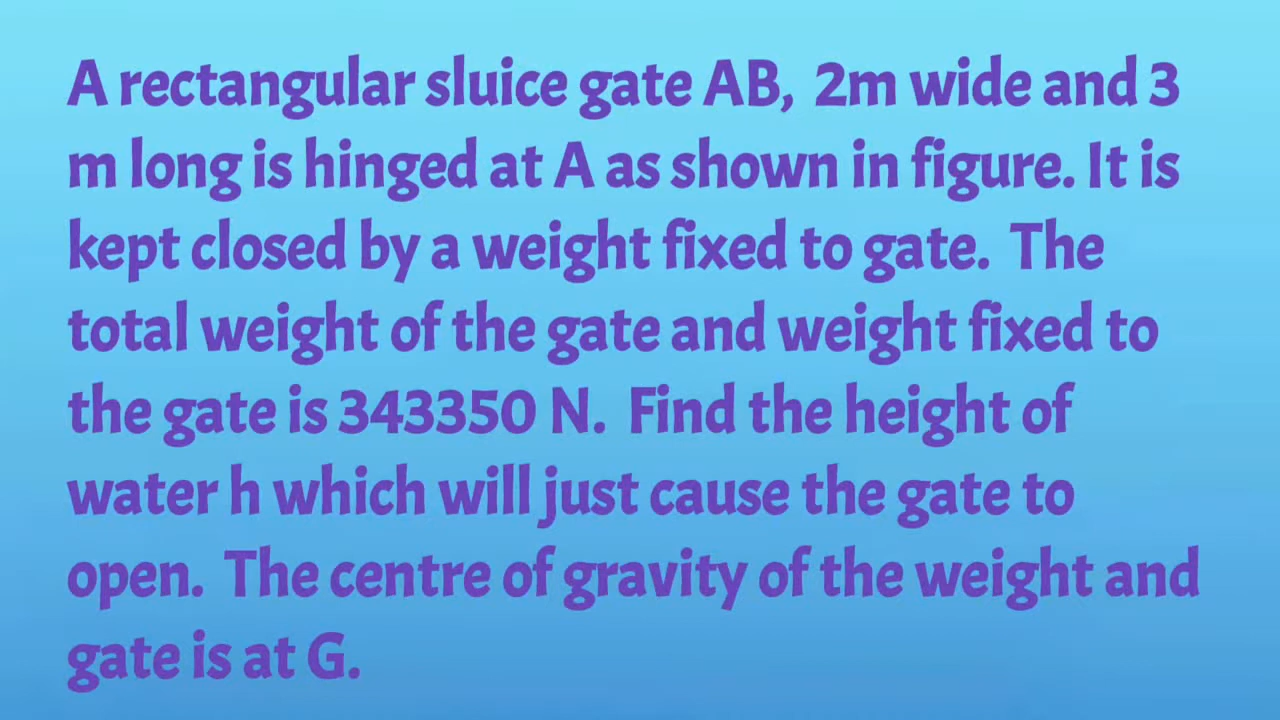 A rectangular sluice gate AB, 2m wide and 3
m long is hinged at A as shown in figure. It is
kept closed by a weight fixed to gate. The
total weight of the gate and weight fixed to
the gate is 343350 N. Find the height of
water h which will just cause the gate to
open. The centre of gravity of the weight and
gate is at G.